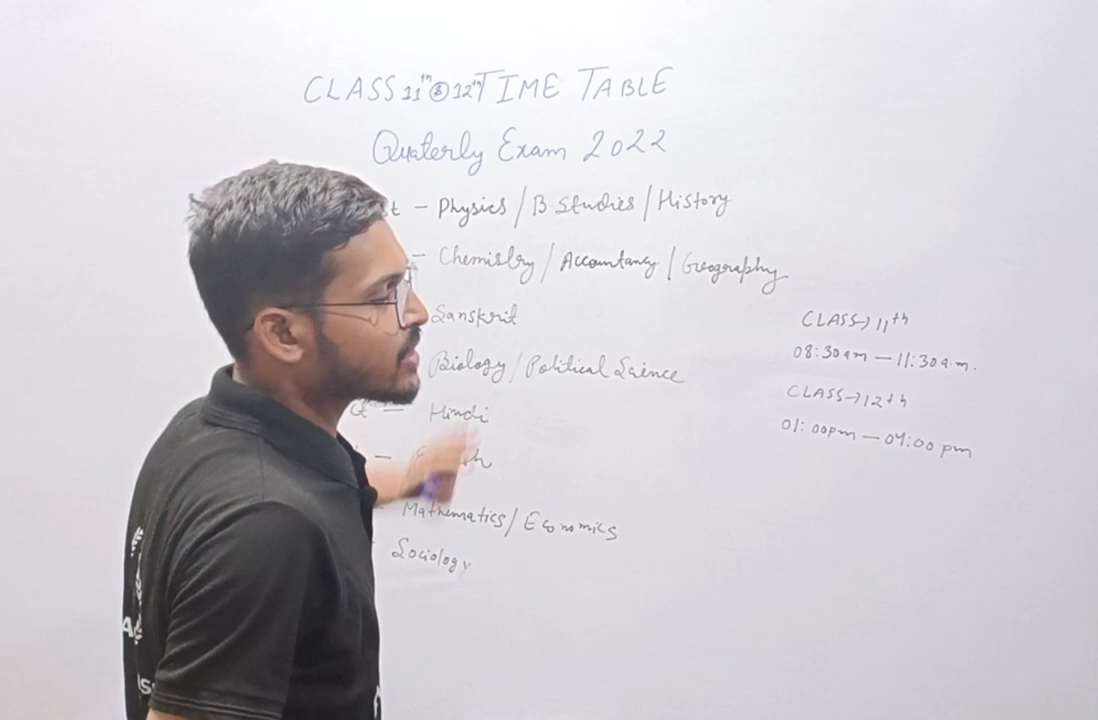 CLASS 11th & 12th TIME TABLE
Quaterly Exam 2022
t - Physics / B. Studies / History
- Chemistry / Accountancy / Geography
Sanskrit
Biology / Political Science
ct - Hindi
-
Mathematics / Economics
Sociology
CLASS → 11th
08:30am - 11:30a.m.
CLASS → 12th
01:00pm - 04:00 pm